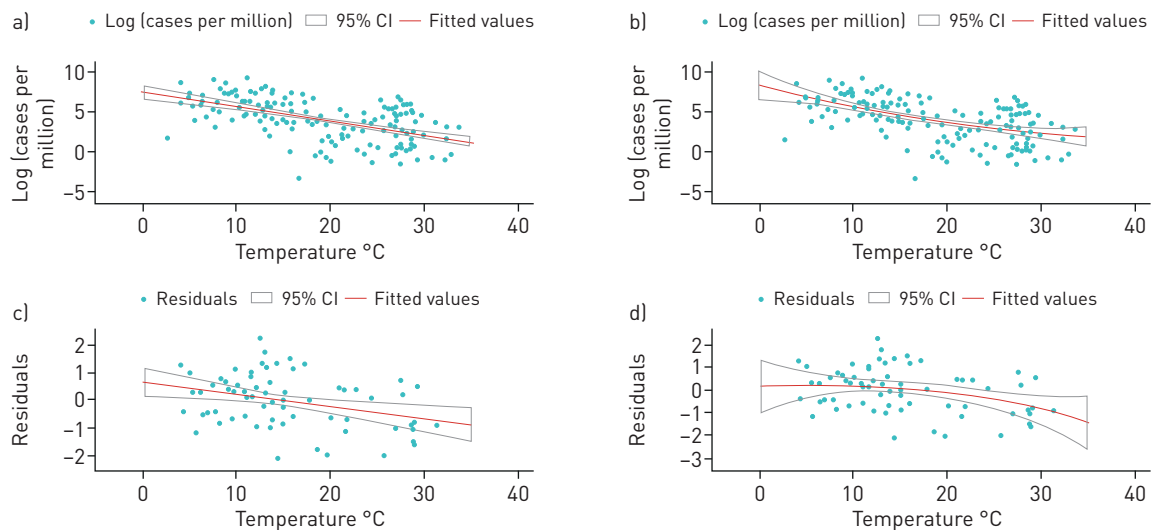 a)
Log (cases per million) 95% CI Fitted values
Log (cases per
million)
10
5
0
–5
0 10 20 30 40
Temperature °C
b)
Log (cases per million) 95% CI Fitted values
Log (cases per
million)
10
5
0
–5
0 10 20 30 40
Temperature °C
c)
Residuals 95% CI Fitted values
Residuals
2
1
0
–1
–2
0 10 20 30 40
Temperature °C
d)
Residuals 95% CI Fitted values
Residuals
2
1
0
–1
–2
–3
0 10 20 30 40
Temperature °C